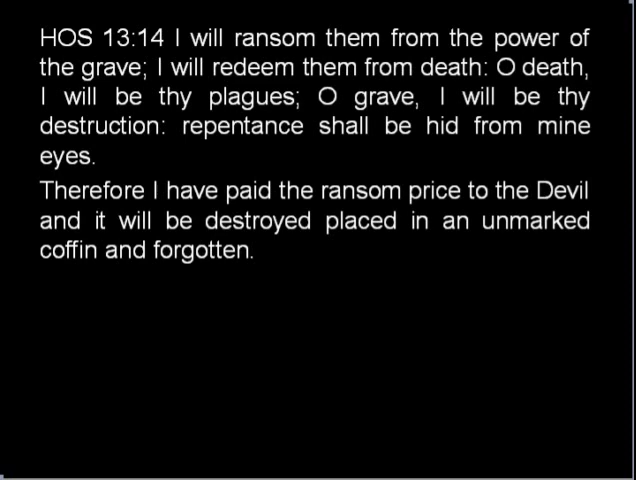 HOS 13:14 I will ransom them from the power of
the grave; I will redeem them from death: O death,
I will be thy plagues; O grave, I will be thy
destruction: repentance shall be hid from mine
eyes.
Therefore I have paid the ransom price to the Devil
and it will be destroyed placed in an unmarked
coffin and forgotten.